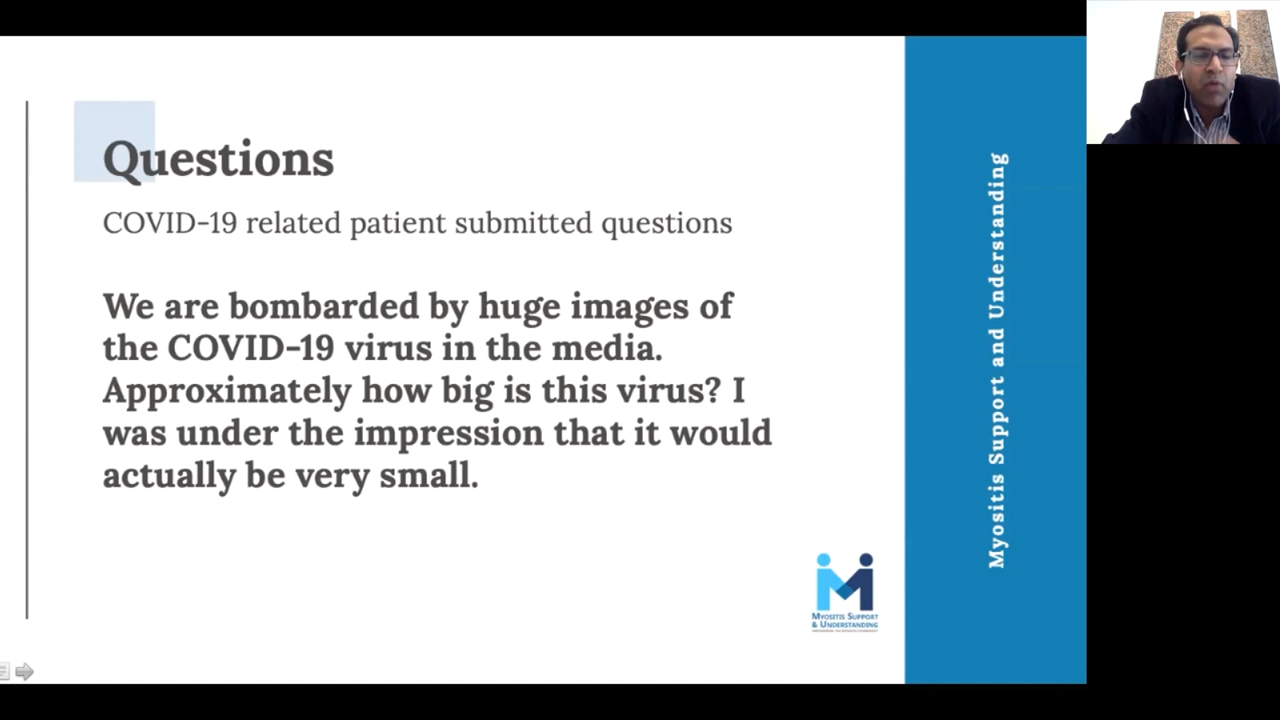 Questions
COVID-19 related patient submitted questions
We are bombarded by huge images of
the COVID-19 virus in the media.
Approximately how big is this virus? I
was under the impression that it would
actually be very small.
Myositis Support and Understanding
Myositis Support
& Understanding